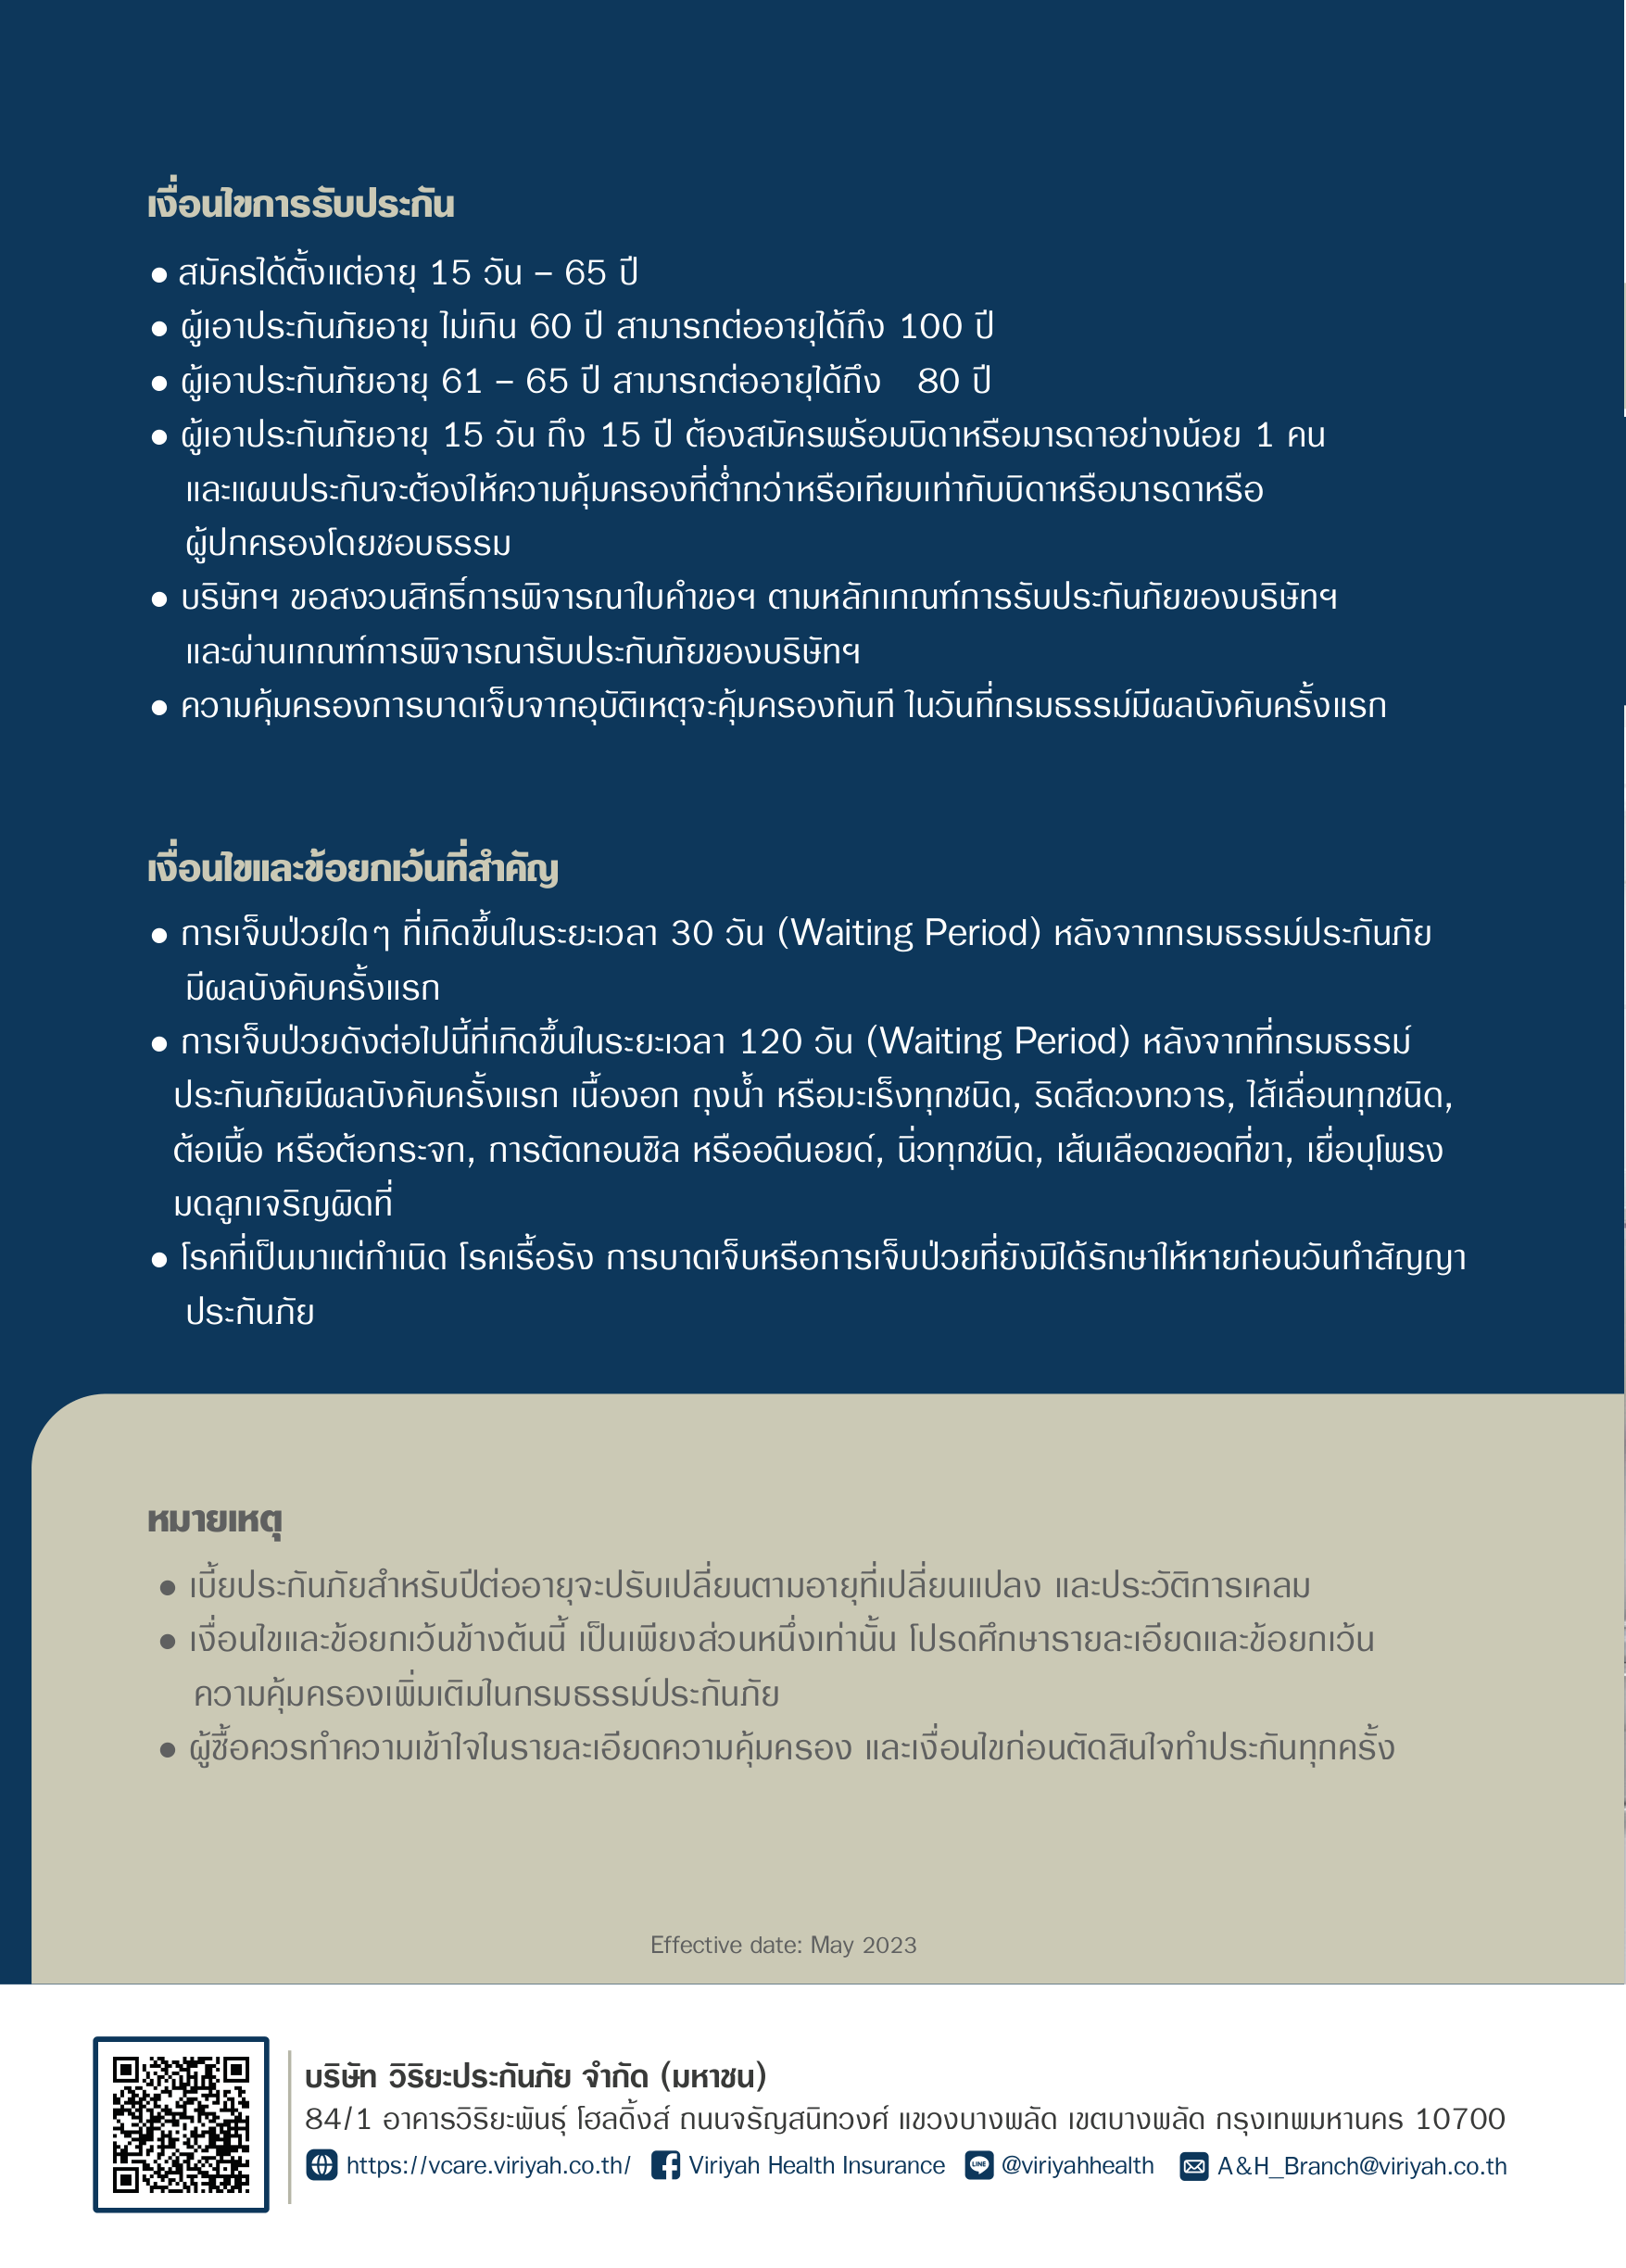 เงื่อนไขการรับประกัน
● สมัครได้ตั้งแต่อายุ 15 วัน – 65 ปี
● ผู้เอาประกันภัยอายุ ไม่เกิน 60 ปี สามารถต่ออายุได้ถึง 100 ปี
● ผู้เอาประกันภัยอายุ 61 – 65 ปี สามารถต่ออายุได้ถึง 80 ปี
● ผู้เอาประกันภัยอายุ 15 วัน ถึง 15 ปี ต้องสมัครพร้อมบิดาหรือมารดาอย่างน้อย 1 คน
และแผนประกันจะต้องให้ความคุ้มครองที่ต่ำกว่าหรือเทียบเท่ากับบิดาหรือมารดาหรือ
ผู้ปกครองโดยชอบธรรม
● บริษัทฯ ขอสงวนสิทธิ์การพิจารณาใบคำขอฯ ตามหลักเกณฑ์การรับประกันภัยของบริษัทฯ
และผ่านเกณฑ์การพิจารณารับประกันภัยของบริษัทฯ
● ความคุ้มครองการบาดเจ็บจากอุบัติเหตุจะคุ้มครองทันที ในวันที่กรมธรรม์มีผลบังคับครั้งแรก
เงื่อนไขและข้อยกเว้นที่สำคัญ
● การเจ็บป่วยใดๆ ที่เกิดขึ้นในระยะเวลา 30 วัน (Waiting Period) หลังจากกรมธรรม์ประกันภัย
มีผลบังคับครั้งแรก
● การเจ็บป่วยดังต่อไปนี้ที่เกิดขึ้นในระยะเวลา 120 วัน (Waiting Period) หลังจากที่กรมธรรม์
ประกันภัยมีผลบังคับครั้งแรก เนื้องอก ถุงน้ำ หรือมะเร็งทุกชนิด, ริดสีดวงทวาร, ไส้เลื่อนทุกชนิด,
ต้อเนื้อ หรือต้อกระจก, การตัดทอนซิล หรืออดีนอยด์, นิ่วทุกชนิด, เส้นเลือดขอดที่ขา, เยื่อบุโพรง
มดลูกเจริญผิดที่
● โรคที่เป็นมาแต่กำเนิด โรคเรื้อรัง การบาดเจ็บหรือการเจ็บป่วยที่ยังมิได้รักษาให้หายก่อนวันทำสัญญา
ประกันภัย
หมายเหตุ
● เบี้ยประกันภัยสำหรับปีต่ออายุจะปรับเปลี่ยนตามอายุที่เปลี่ยนแปลง และประวัติการเคลม
● เงื่อนไขและข้อยกเว้นข้างต้นนี้ เป็นเพียงส่วนหนึ่งเท่านั้น โปรดศึกษารายละเอียดและข้อยกเว้น
ความคุ้มครองเพิ่มเติมในกรมธรรม์ประกันภัย
● ผู้ซื้อควรทำความเข้าใจในรายละเอียดความคุ้มครอง และเงื่อนไขก่อนตัดสินใจทำประกันทุกครั้ง
Effective date: May 2023
บริษัท วิริยะประกันภัย จำกัด (มหาชน)
84/1 อาคารวิริยะพันธุ์ โฮลดิ้งส์ ถนนจรัญสนิทวงศ์ แขวงบางพลัด เขตบางพลัด กรุงเทพมหานคร 10700
https://vcare.viriyah.co.th/ Viriyah Health Insurance LINE @viriyahhealth A&H_Branch@viriyah.co.th